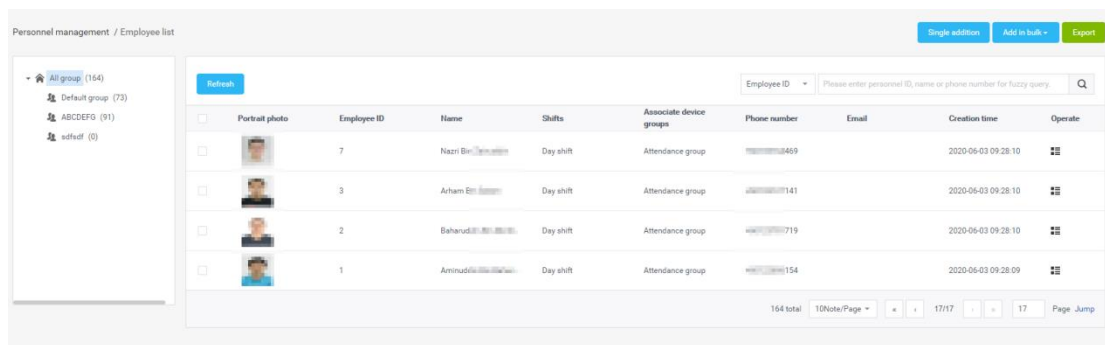 Personnel management / Employee list
Single addition Add in bulk Export
All group (164)
Default group (73)
ABCDEFG (91)
sdfsdf (0)
Refresh
Employee ID Please enter personnel ID, name or phone number for fuzzy query.
Portrait photo Employee ID Name Shifts Associate device groups Phone number Email Creation time Operate
7 Nazri Bin Day shift Attendance group 469 2020-06-03 09:28:10
3 Arham Bin Day shift Attendance group 141 2020-06-03 09:28:10
2 Day shift Attendance group 719 2020-06-03 09:28:10
1 Day shift Attendance group 154 2020-06-03 09:28:09
164 total 10Note/Page « ‹ 17/17 › » 17 Page Jump